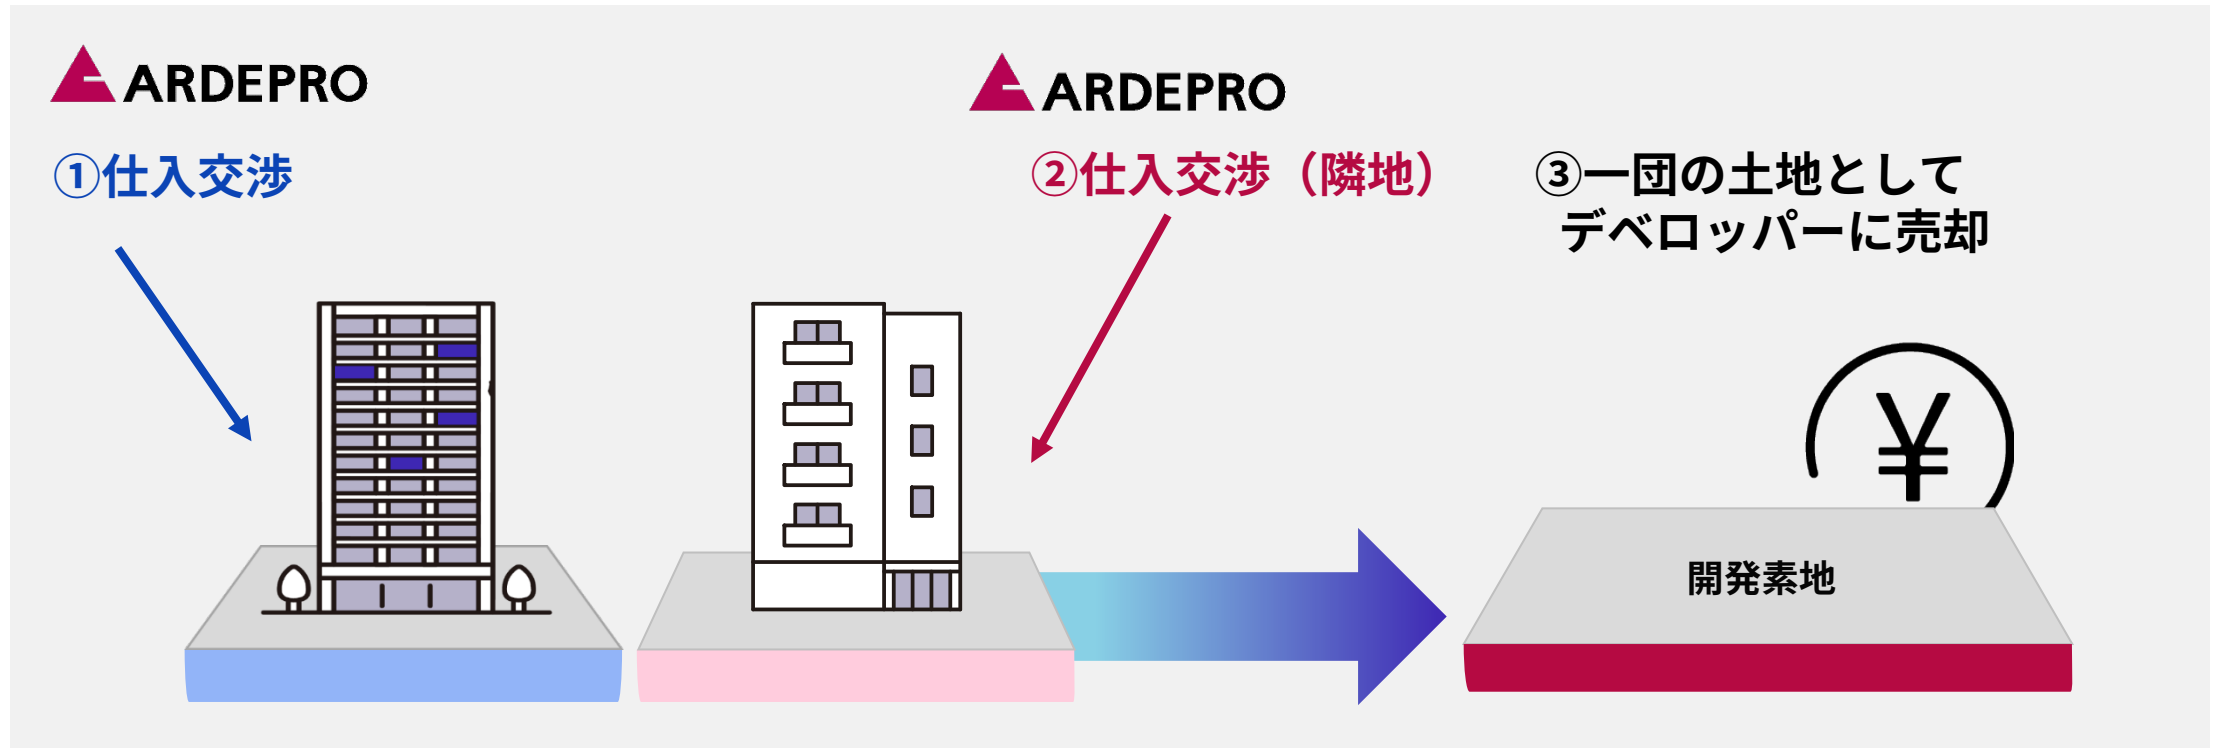 ARDEPRO
①仕入交渉
ARDEPRO
②仕入交渉（隣地）
③一団の土地として
デベロッパーに売却
¥
開発素地